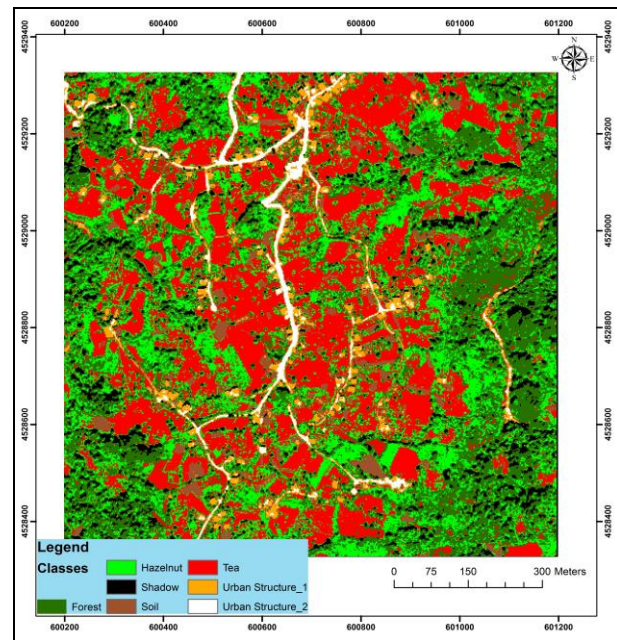 600200 600400 600600 600800 601000 601200
4529400 4529400
N
W E
S
4529200 4529200
4529000 4529000
4528800 4528800
4528600 4528600
4528400 4528400
Legend
Classes Hazelnut Tea
Shadow Urban Structure_1
Forest Soil Urban Structure_2
0 75 150 300 Meters
600200 600400 600600 600800 601000 601200